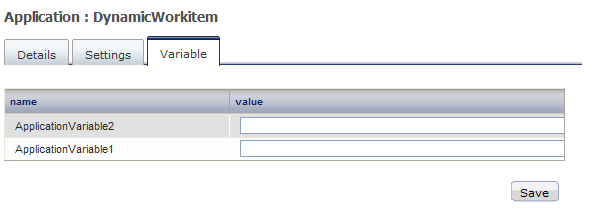 Application : DynamicWorkitem
Details Settings Variable
name value
ApplicationVariable2
ApplicationVariable1
Save